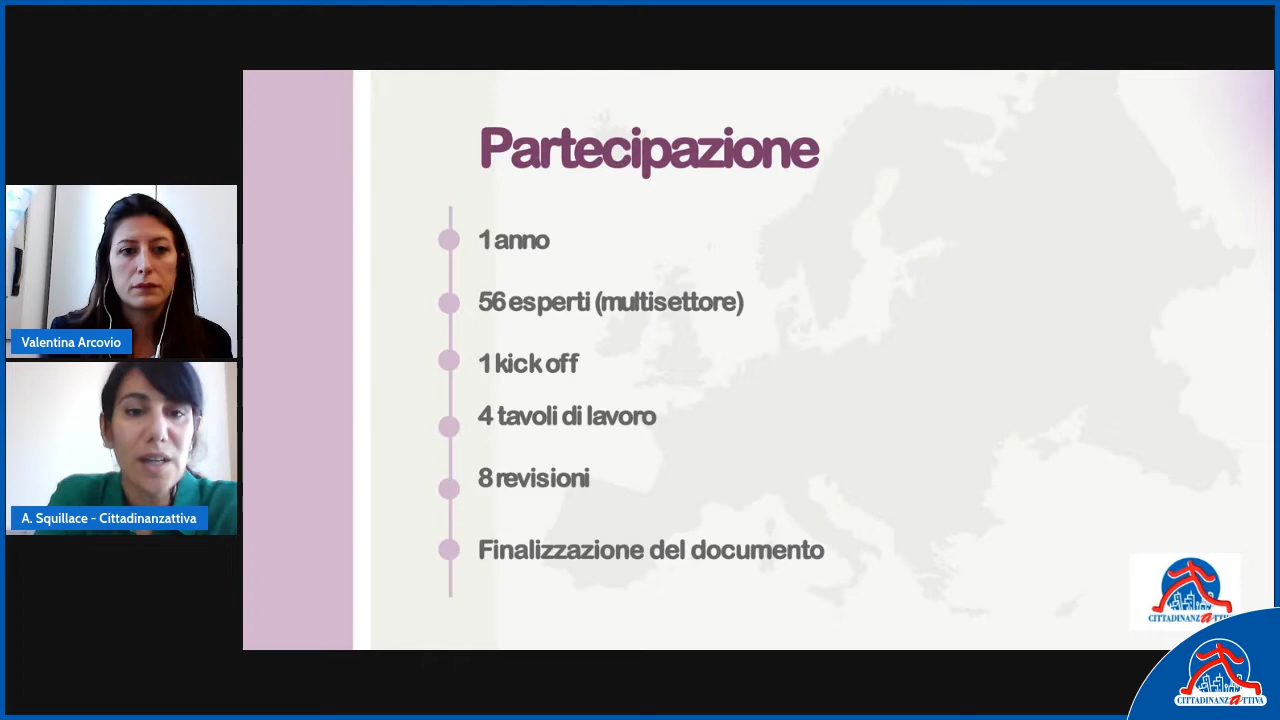 Partecipazione
1 anno
56 esperti (multisettore)
1 kick off
4 tavoli di lavoro
8 revisioni
Finalizzazione del documento
Valentina Arcovio
A. Squillace - Cittadinanzattiva
CITTADINANZATTIVA